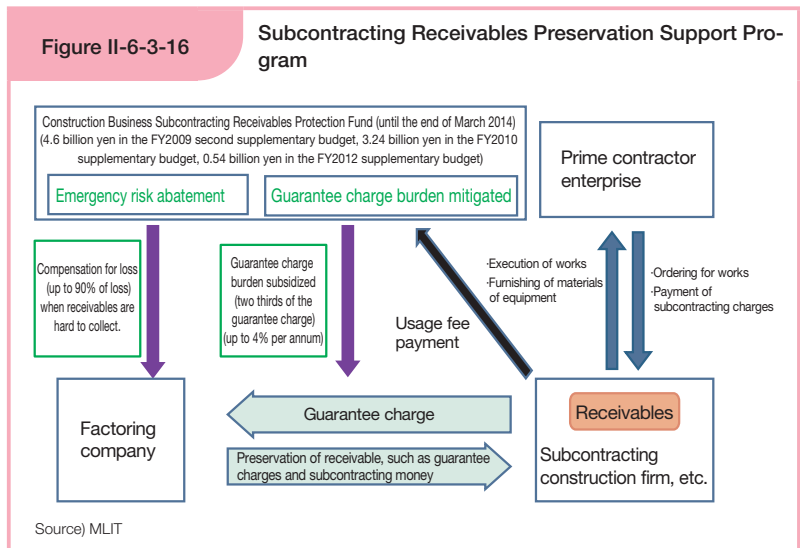 Figure II-6-3-16
Subcontracting Receivables Preservation Support Pro-
gram
Construction Business Subcontracting Receivables Protection Fund (until the end of March 2014)
(4.6 billion yen in the FY2009 second supplementary budget, 3.24 billion yen in the FY2010
supplementary budget, 0.54 billion yen in the FY2012 supplementary budget)
Emergency risk abatement
Guarantee charge burden mitigated
Prime contractor
enterprise
Compensation for loss
(up to 90% of loss)
when receivables are
hard to collect.
Guarantee charge
burden subsidized
(two thirds of the
guarantee charge)
(up to 4% per annum)
Usage fee
payment
·Execution of works
·Furnishing of materials
of equipment
·Ordering for works
·Payment of
subcontracting charges
Factoring
company
Guarantee charge
Preservation of receivable, such as guarantee
charges and subcontracting money
Receivables
Subcontracting
construction firm, etc.
Source) MLIT